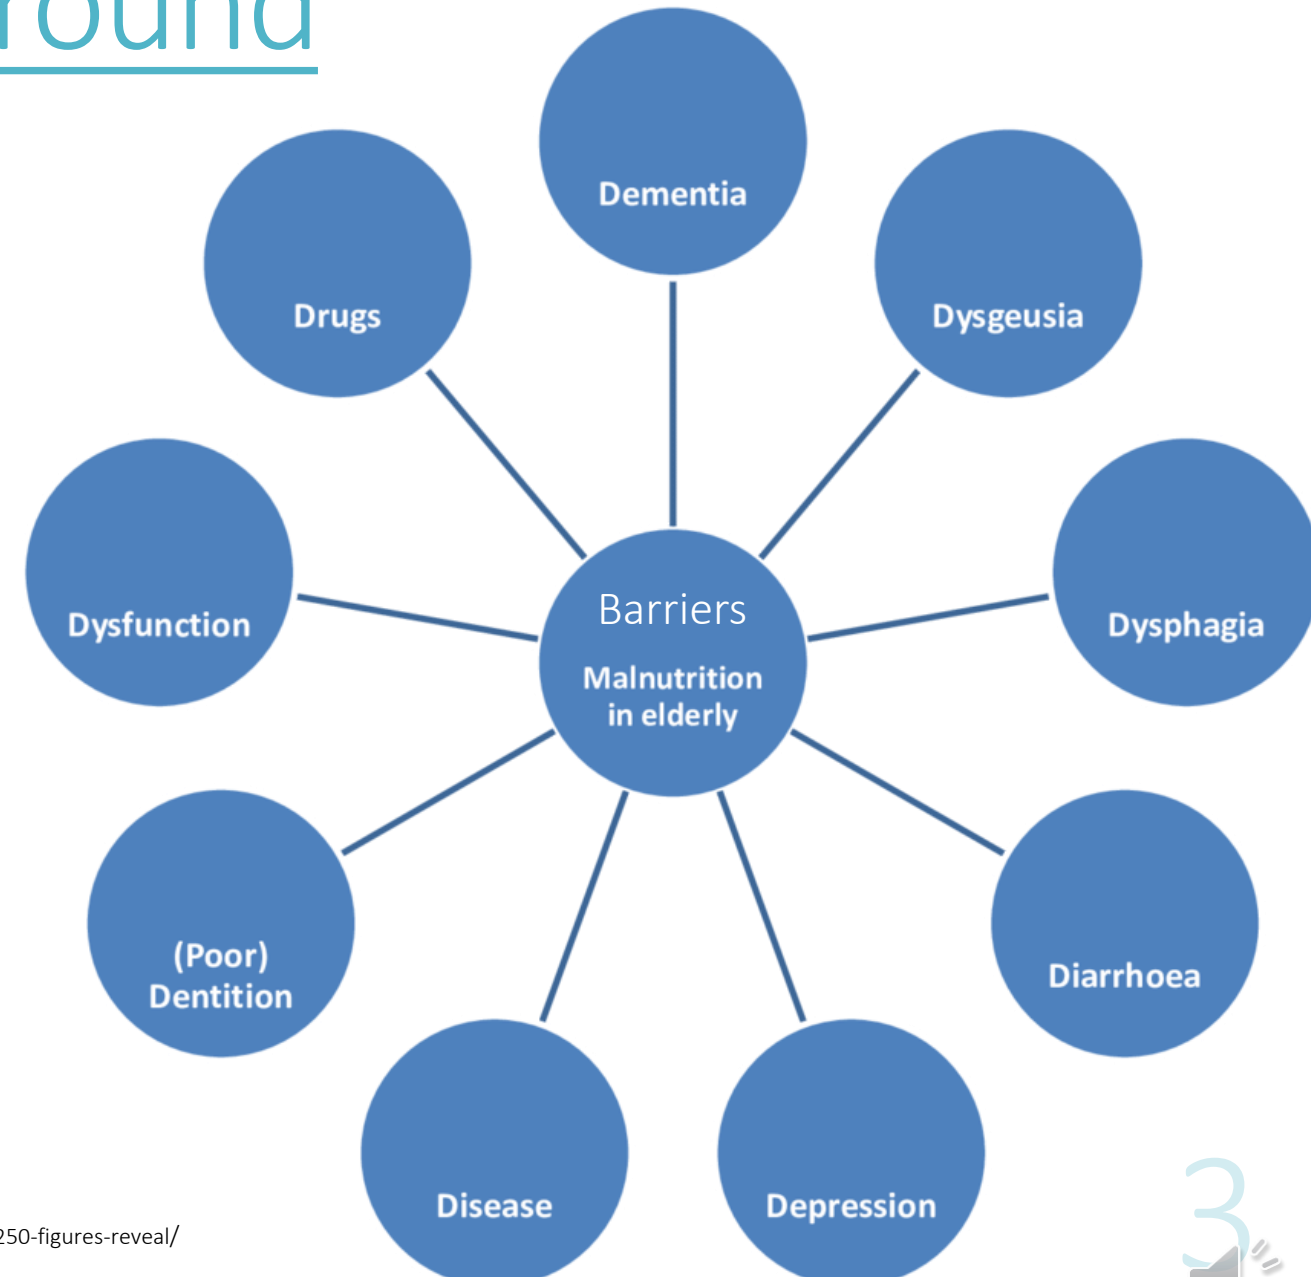 round
Dementia
Drugs
Dysgeusia
Dysfunction
Dysphagia
Barriers
Malnutrition
in elderly
(Poor)
Dentition
Diarrhoea
Disease
Depression
250-figures-reveal/
3